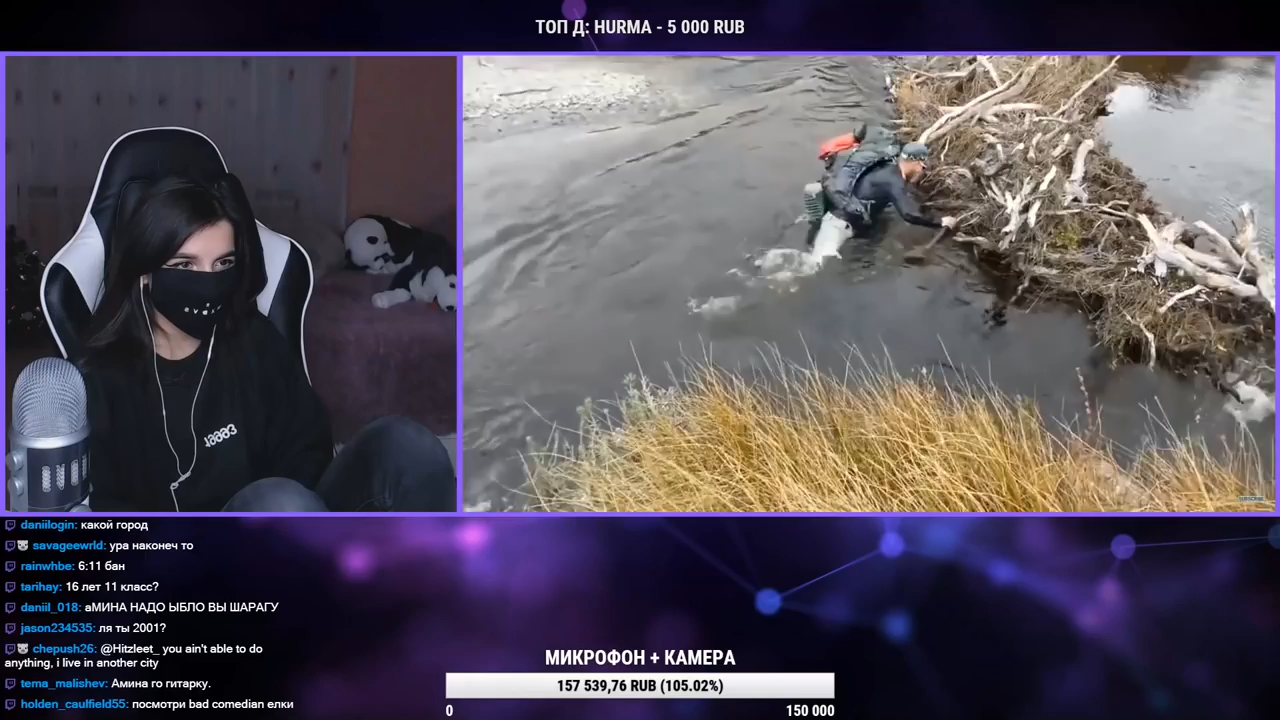 ТОП Д: HURMA - 5 000 RUB
SUBSCRIBE
daniilogin: какой город
savageewrld: ура наконеч то
rainwhbe: 6:11 бан
tarihay: 16 лет 11 класс?
daniil_018: аМИНА НАДО ЫБЛО ВЫ ШАРАГУ
jason234535: ля ты 2001?
chepush26: @Hitzleet_ you ain't able to do
anything, i live in another city
tema_malishev: Амина го гитарку.
holden_caulfield55: посмотри bad comedian елки
МИКРОФОН + КАМЕРА
157 539,76 RUB (105.02%)
0
150 000